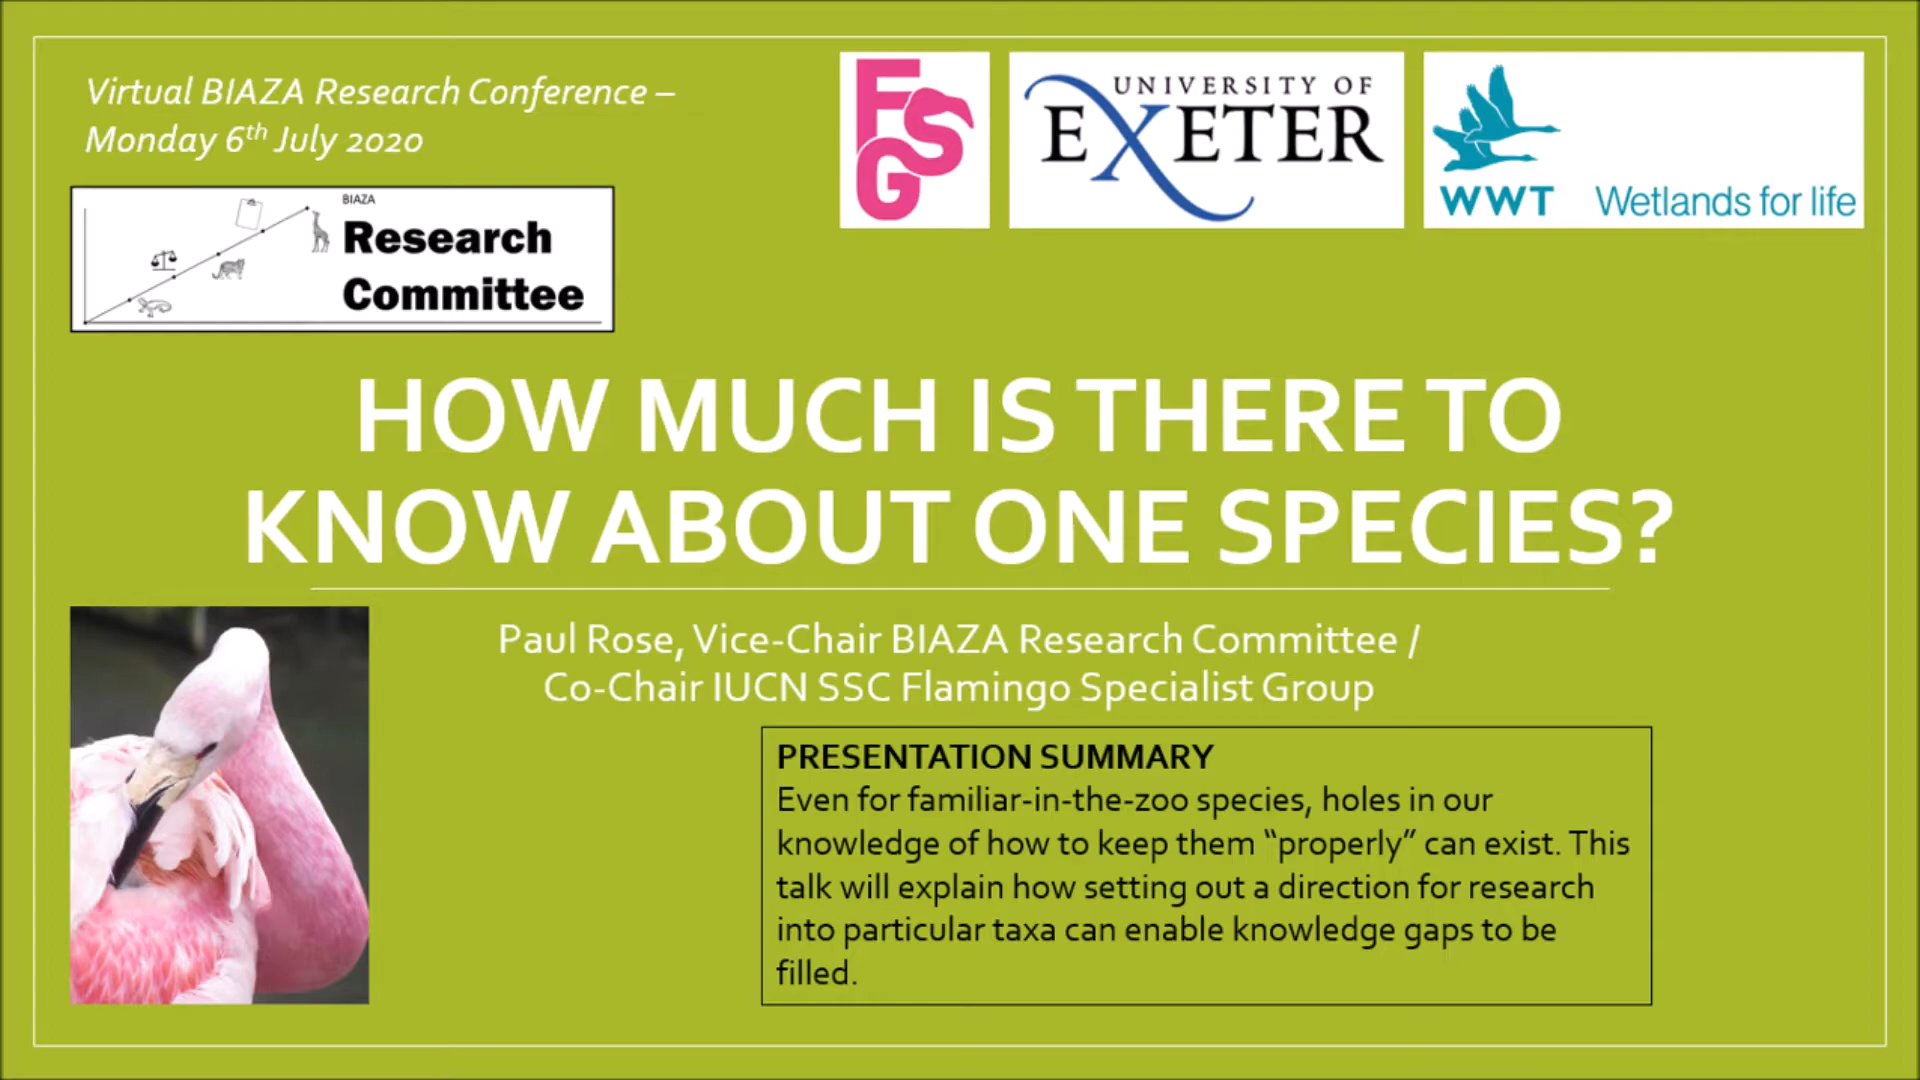 Virtual BIAZA Research Conference –
Monday 6th July 2020
BIAZA
Research
Committee
FSG
UNIVERSITY OF
EXETER
WWT Wetlands for life
HOW MUCH IS THERE TO
KNOW ABOUT ONE SPECIES?
Paul Rose, Vice-Chair BIAZA Research Committee /
Co-Chair IUCN SSC Flamingo Specialist Group
PRESENTATION SUMMARY
Even for familiar-in-the-zoo species, holes in our
knowledge of how to keep them “properly” can exist. This
talk will explain how setting out a direction for research
into particular taxa can enable knowledge gaps to be
filled.